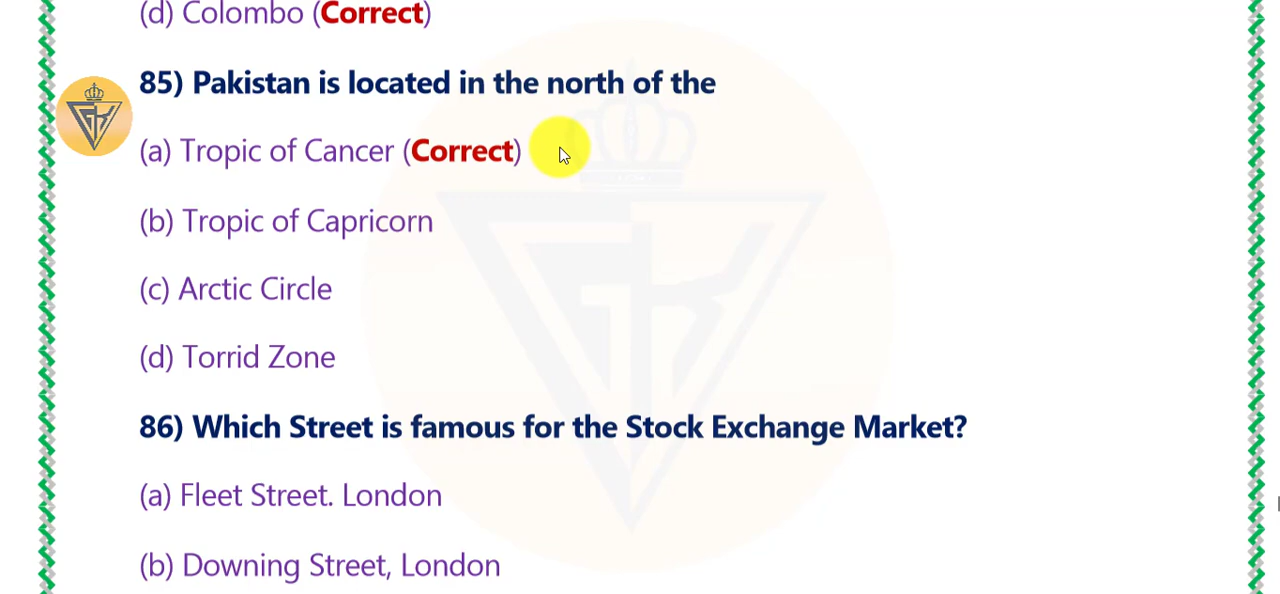 (d) Colombo (Correct)
85) Pakistan is located in the north of the
(a) Tropic of Cancer (Correct)
(b) Tropic of Capricorn
(c) Arctic Circle
(d) Torrid Zone
86) Which Street is famous for the Stock Exchange Market?
(a) Fleet Street. London
(b) Downing Street, London